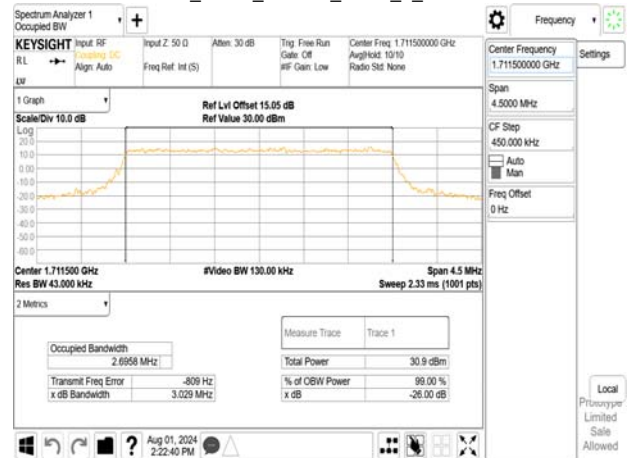 Spectrum Analyzer 1
Occupied BW
+
Frequency
KEYSIGHT
RL
Input: RF
Coupling: DC
Align: Auto
Input Z: 50 Ω
Freq Ref: Int (S)
Atten: 30 dB
Trig: Free Run
Gate: Off
#IF Gain: Low
Center Freq: 1.711500000 GHz
Avg|Hold: 10/10
Radio Std: None
Center Frequency
1.711500000 GHz
Settings
Span
4.5000 MHz
CF Step
450.000 kHz
Auto
Man
Freq Offset
0 Hz
1 Graph
Scale/Div 10.0 dB
Ref Lvl Offset 15.05 dB
Ref Value 30.00 dBm
Log
20.0
10.0
0.00
-10.0
-20.0
-30.0
-40.0
-50.0
-60.0
Center 1.711500 GHz
Res BW 43.000 kHz
#Video BW 130.00 kHz
Span 4.5 MHz
Sweep 2.33 ms (1001 pts)
2 Metrics
Measure Trace
Trace 1
Occupied Bandwidth
2.6958 MHz
Total Power
30.9 dBm
Transmit Freq Error
-809 Hz
% of OBW Power
99.00 %
x dB Bandwidth
3.029 MHz
x dB
-26.00 dB
Local
Prototype
Limited
Sale
Allowed
?
Aug 01, 2024
2:22:40 PM